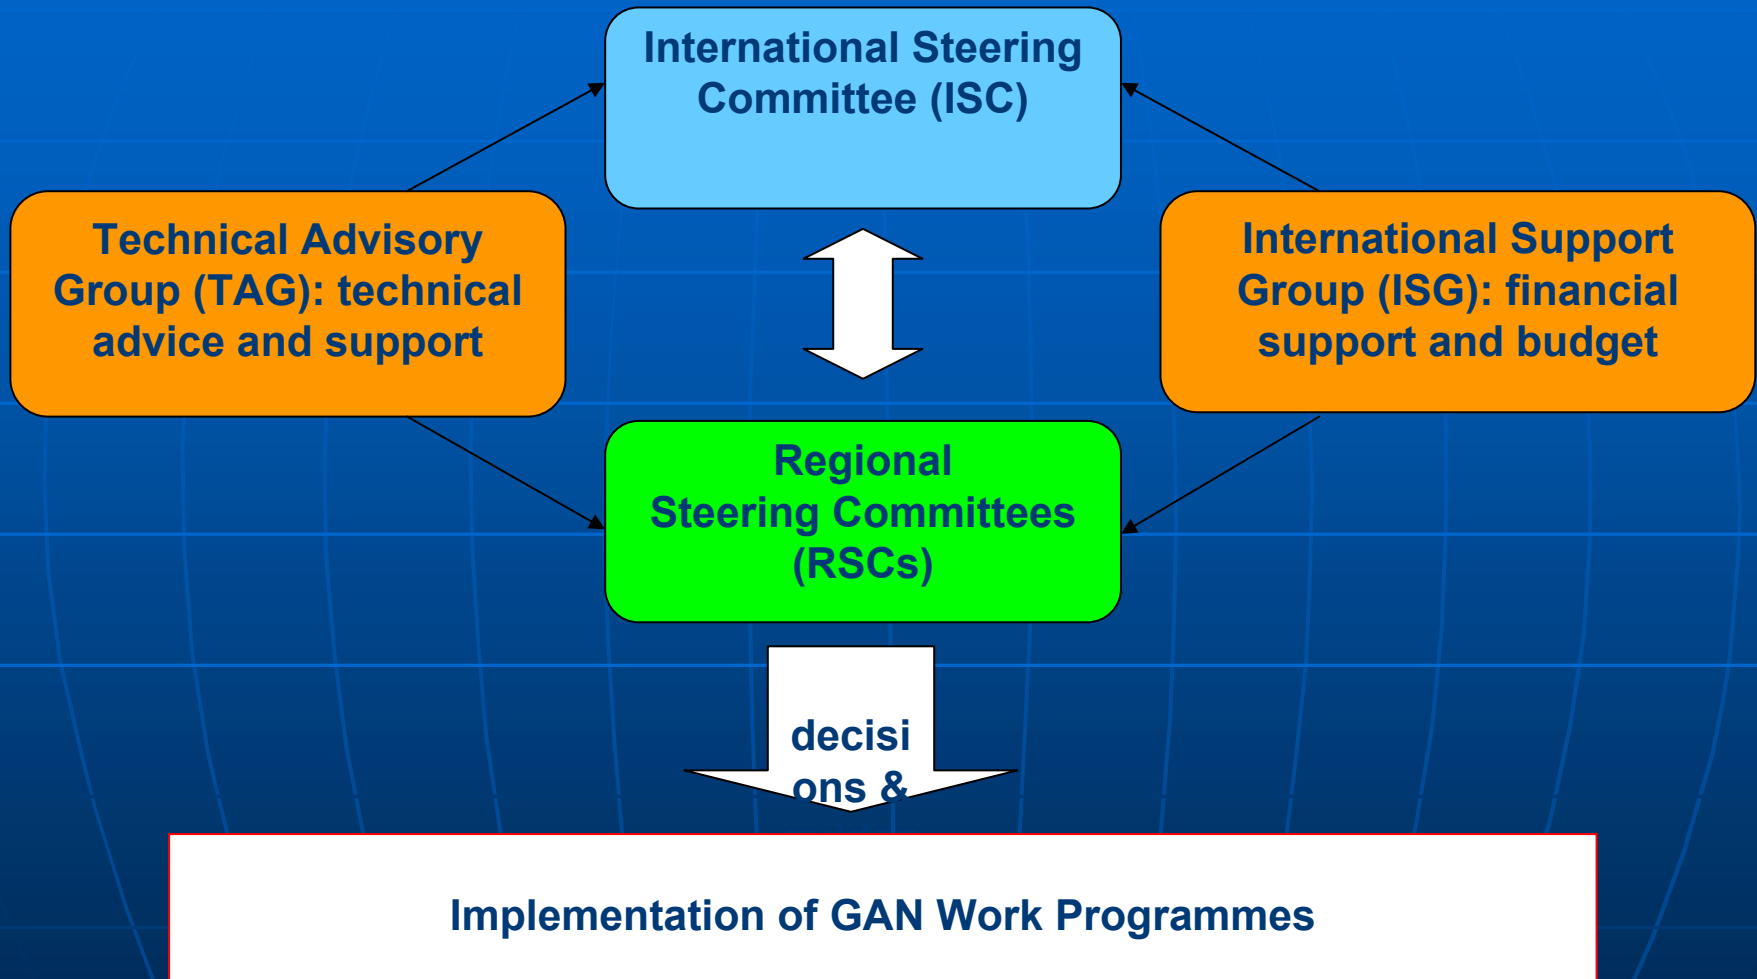 International Steering
Committee (ISC)
Technical Advisory
Group (TAG): technical
advice and support
International Support
Group (ISG): financial
support and budget
Regional
Steering Committees
(RSCs)
decisi
ons &
Implementation of GAN Work Programmes